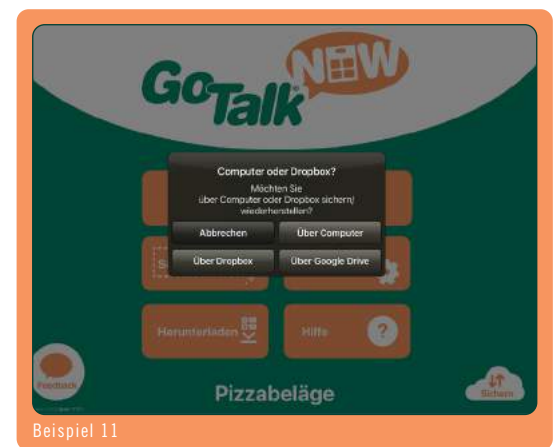 GoTalk NOW
Computer oder Dropbox?
Möchten Sie
über Computer oder Dropbox sichern/
wiederherstellen?
Abbrechen
Über Computer
Über Dropbox
Über Google Drive
Herunterladen
Hilfe
?
Feedback
Pizzabeläge
Sichern
Beispiel 11